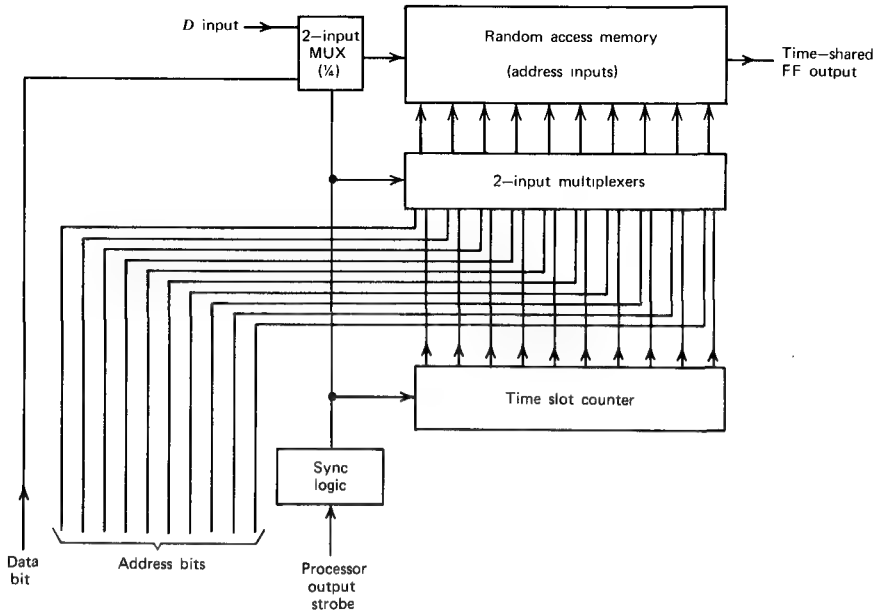 D input
2-input
MUX
(¼)
Random access memory
(address inputs)
Time-shared
FF output
2-input multiplexers
Time slot counter
Sync
logic
Data
bit
Address bits
Processor
output
strobe